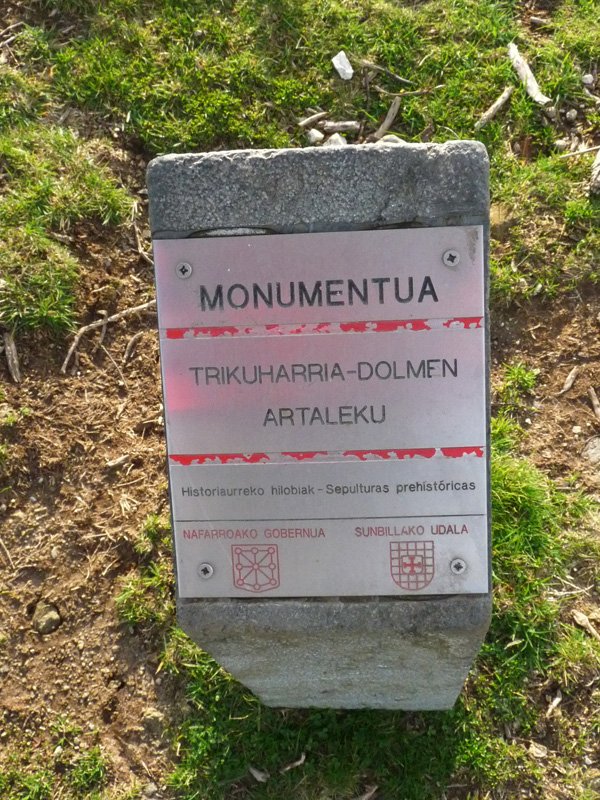 MONUMENTUA
TRIKUHARRIA-DOLMEN
ARTALEKU
Historiaurreko hilobiak - Sepulturas prehistóricas
NAFARROAKO GOBERNUA SUNBILLAKO UDALA